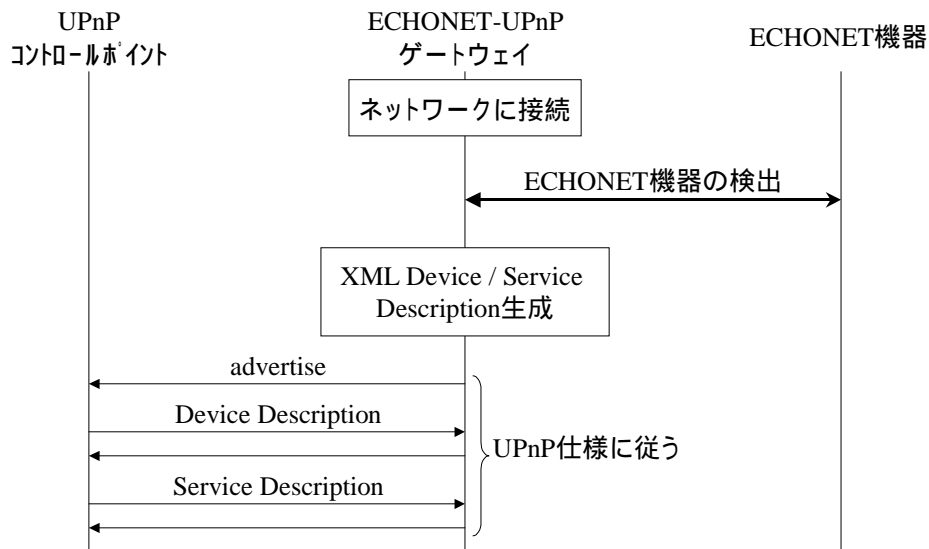 UPnP
コントロールポイント
ECHONET-UPnP
ゲートウェイ
ECHONET機器
ネットワークに接続
ECHONET機器の検出
XML Device / Service
Description生成
advertise
Device Description
UPnP仕様に従う
Service Description